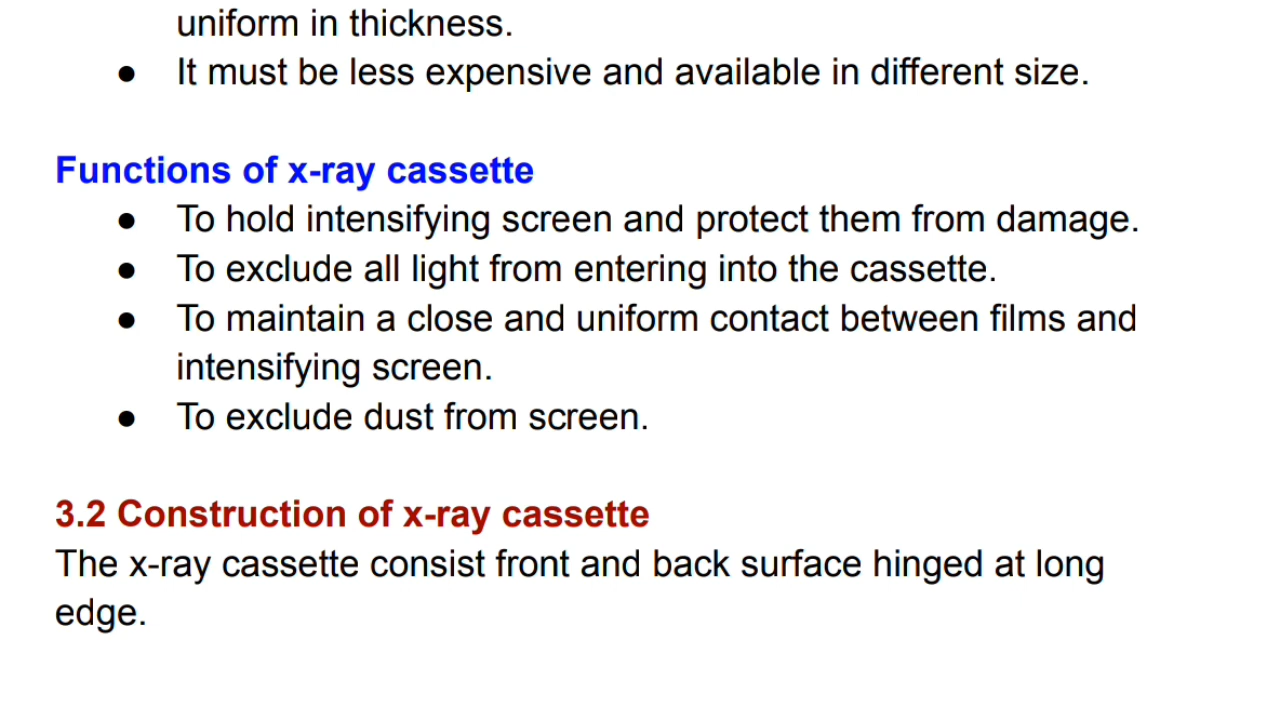 uniform in thickness.
● It must be less expensive and available in different size.
Functions of x-ray cassette
● To hold intensifying screen and protect them from damage.
● To exclude all light from entering into the cassette.
● To maintain a close and uniform contact between films and
intensifying screen.
● To exclude dust from screen.
3.2 Construction of x-ray cassette
The x-ray cassette consist front and back surface hinged at long
edge.